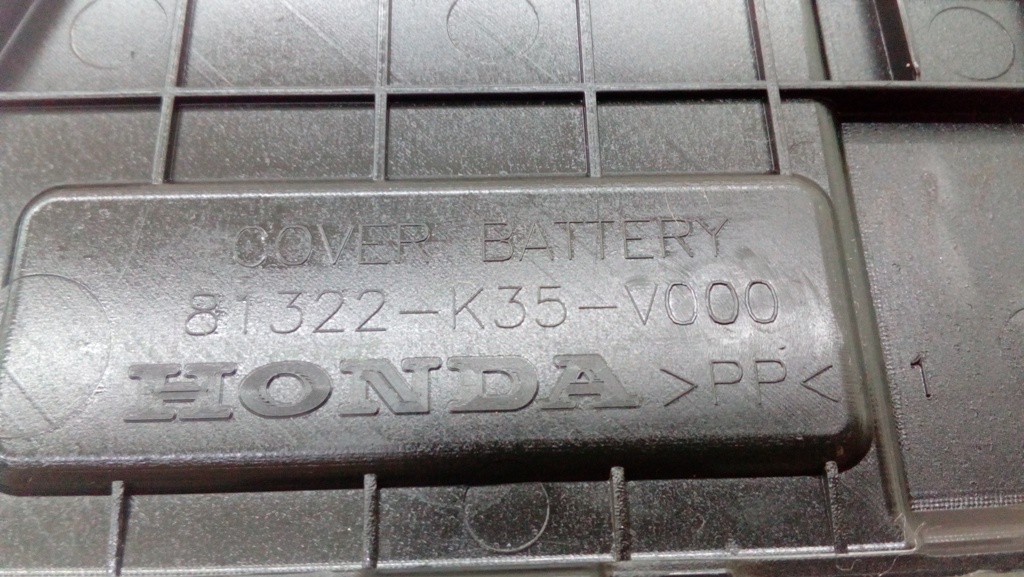 COVER BATTERY
81322-K35-V000
HONDA >PP<
1